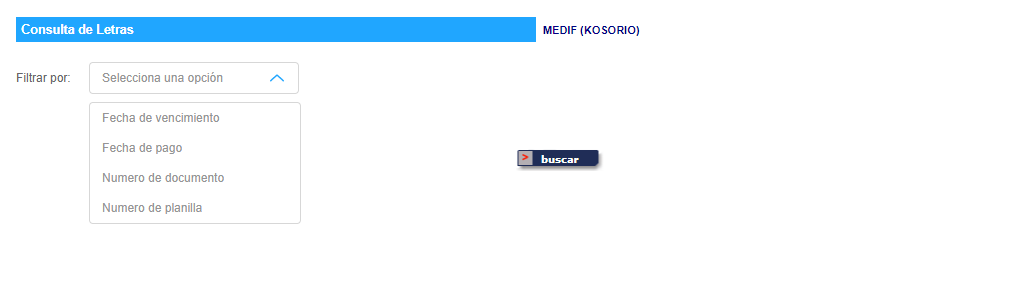 Consulta de Letras
MEDIF (KOSORIO)
Filtrar por:
Selecciona una opción
Fecha de vencimiento
Fecha de pago
Numero de documento
Numero de planilla
> buscar